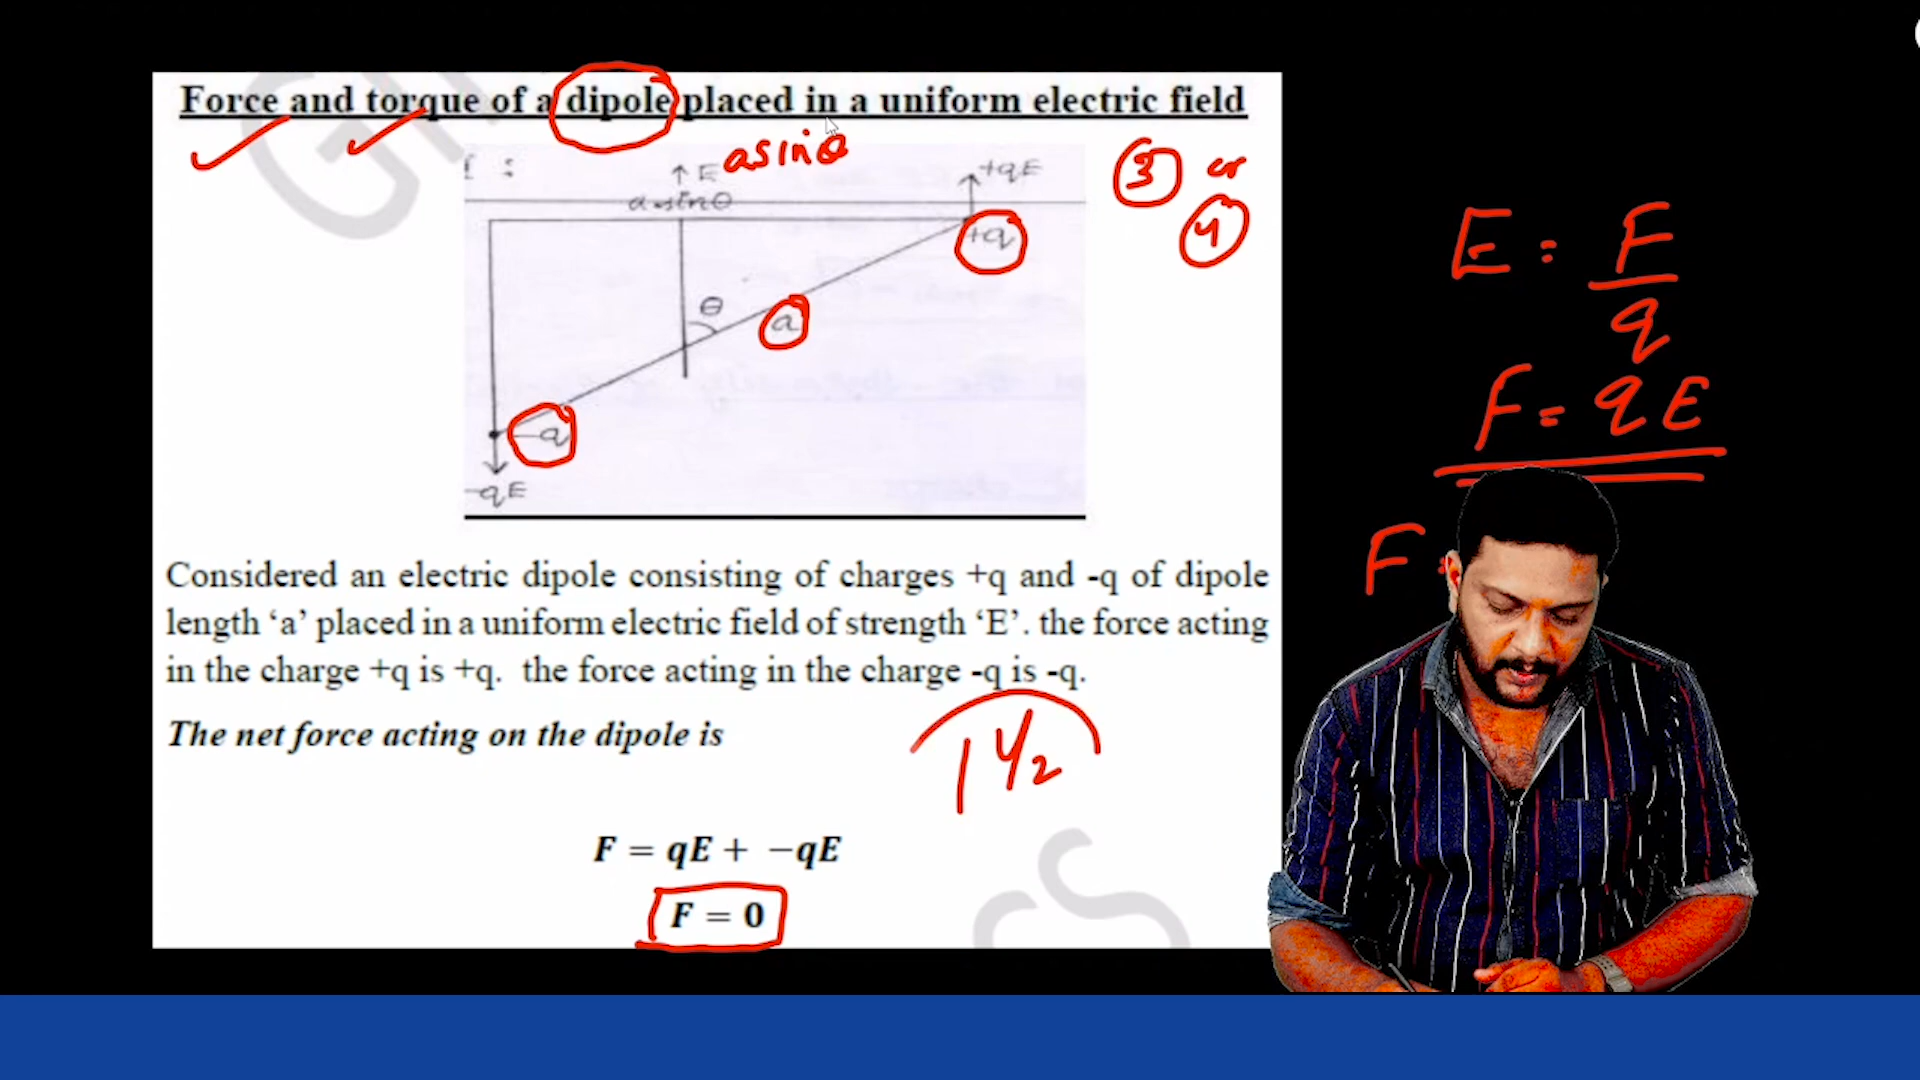 Force and torque of a dipole placed in a uniform electric field
a sinθ
↑ E
a sinθ
+qE
3 or
4
+q
θ
a
-q
-qE
Considered an electric dipole consisting of charges +q and -q of dipole
length ‘a’ placed in a uniform electric field of strength ‘E’. the force acting
in the charge +q is +q. the force acting in the charge -q is -q.
The net force acting on the dipole is
1 1/2
F = qE + −qE
F = 0
E = F/q
F = qE
F